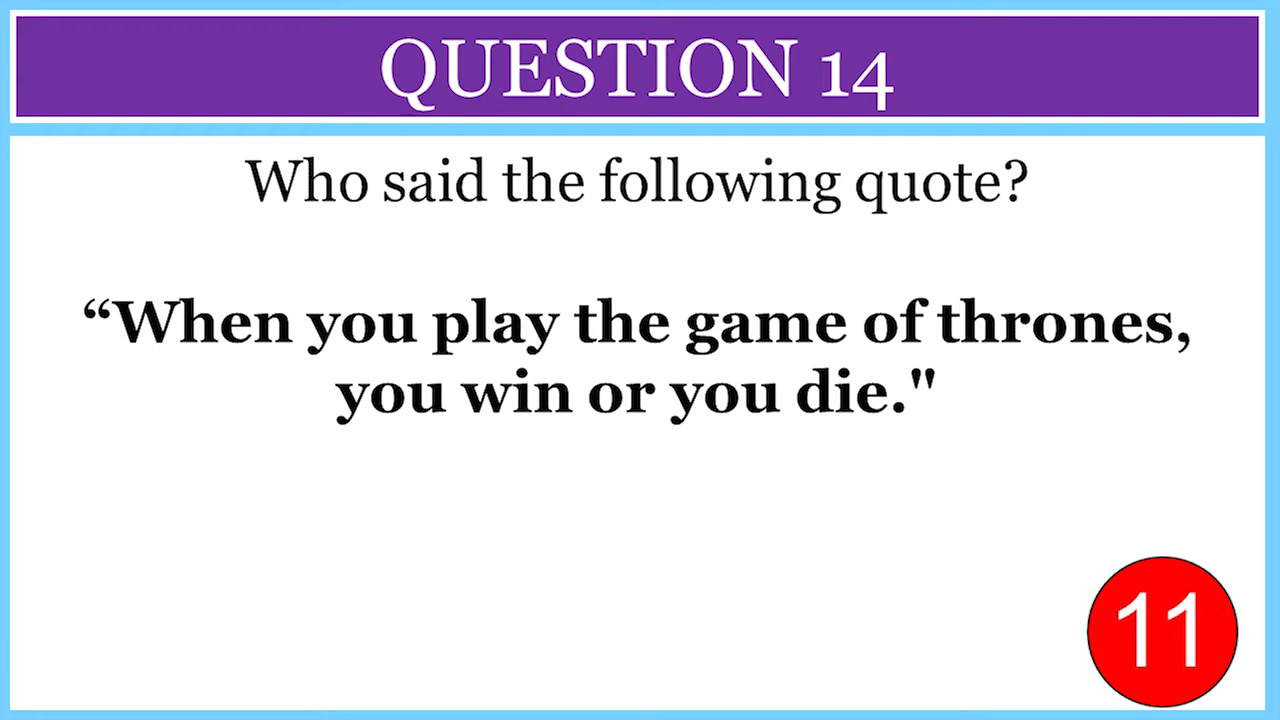 QUESTION 14
Who said the following quote?
“When you play the game of thrones,
you win or you die."
11